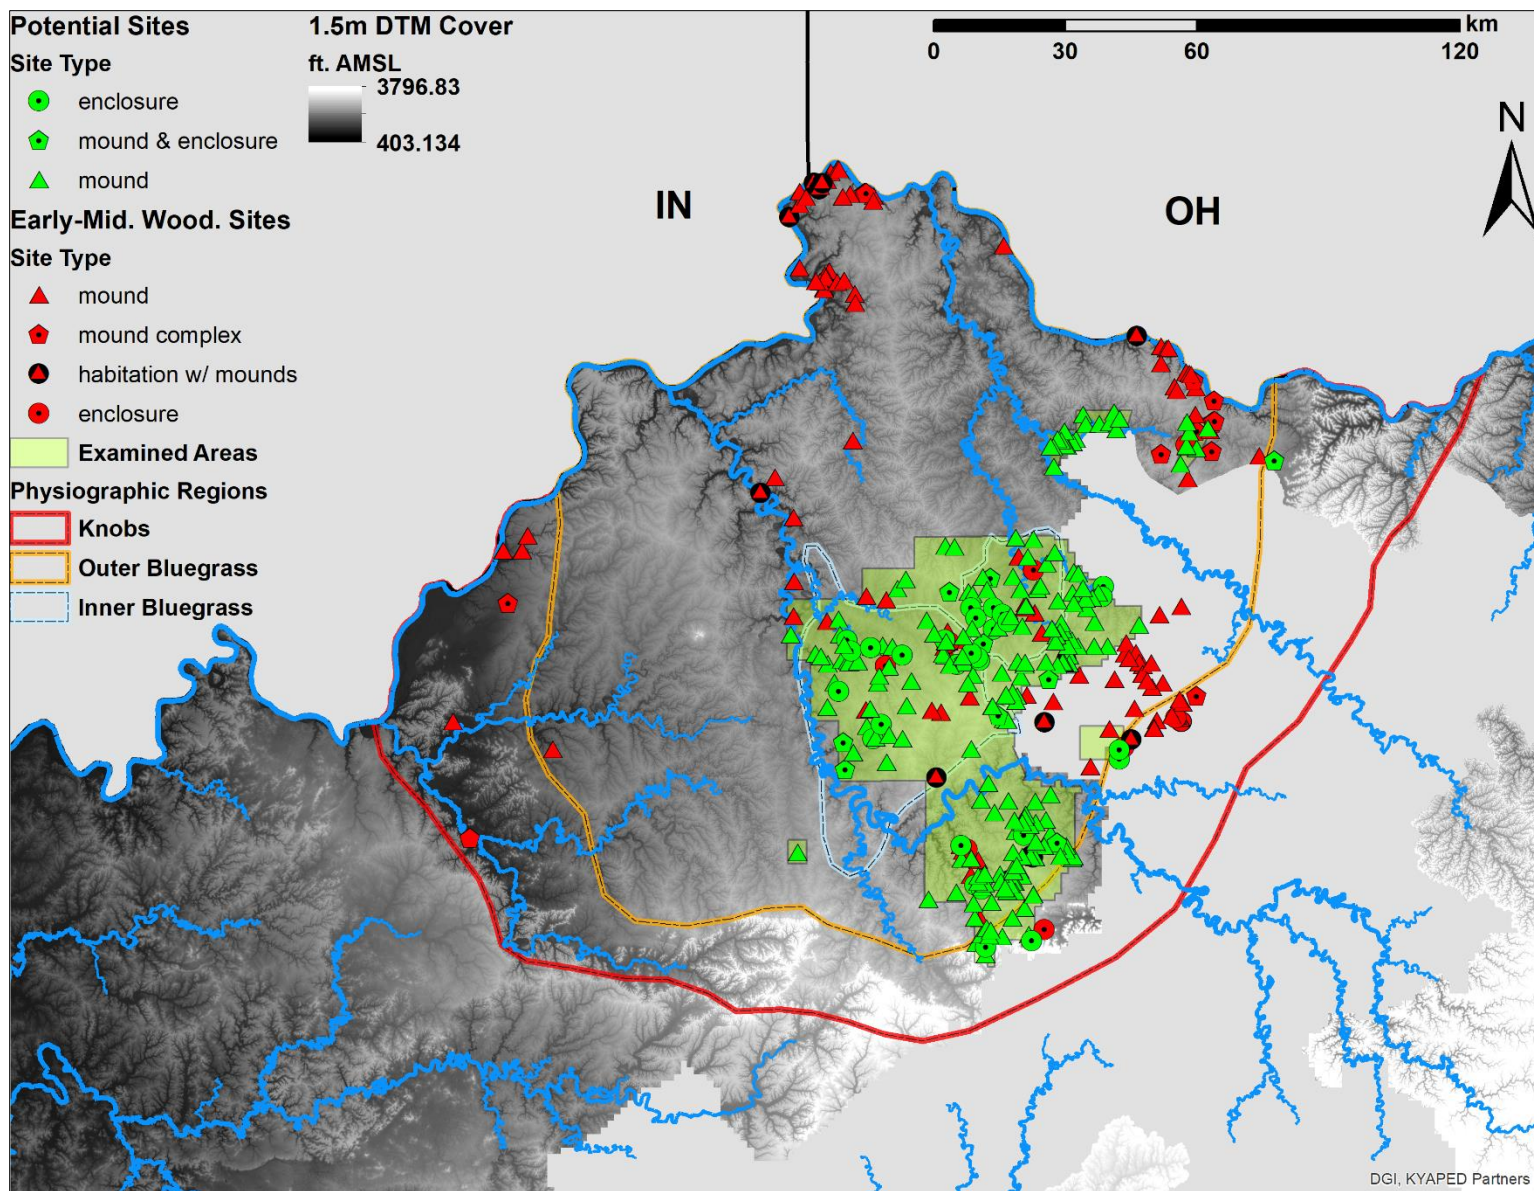 Potential Sites
Site Type
enclosure
mound & enclosure
mound
Early-Mid. Wood. Sites
Site Type
mound
mound complex
habitation w/ mounds
enclosure
Examined Areas
Physiographic Regions
Knobs
Outer Bluegrass
Inner Bluegrass
1.5m DTM Cover
ft. AMSL
3796.83
403.134
km
0 30 60 120
N
IN
OH
DGI, KYAPED Partners